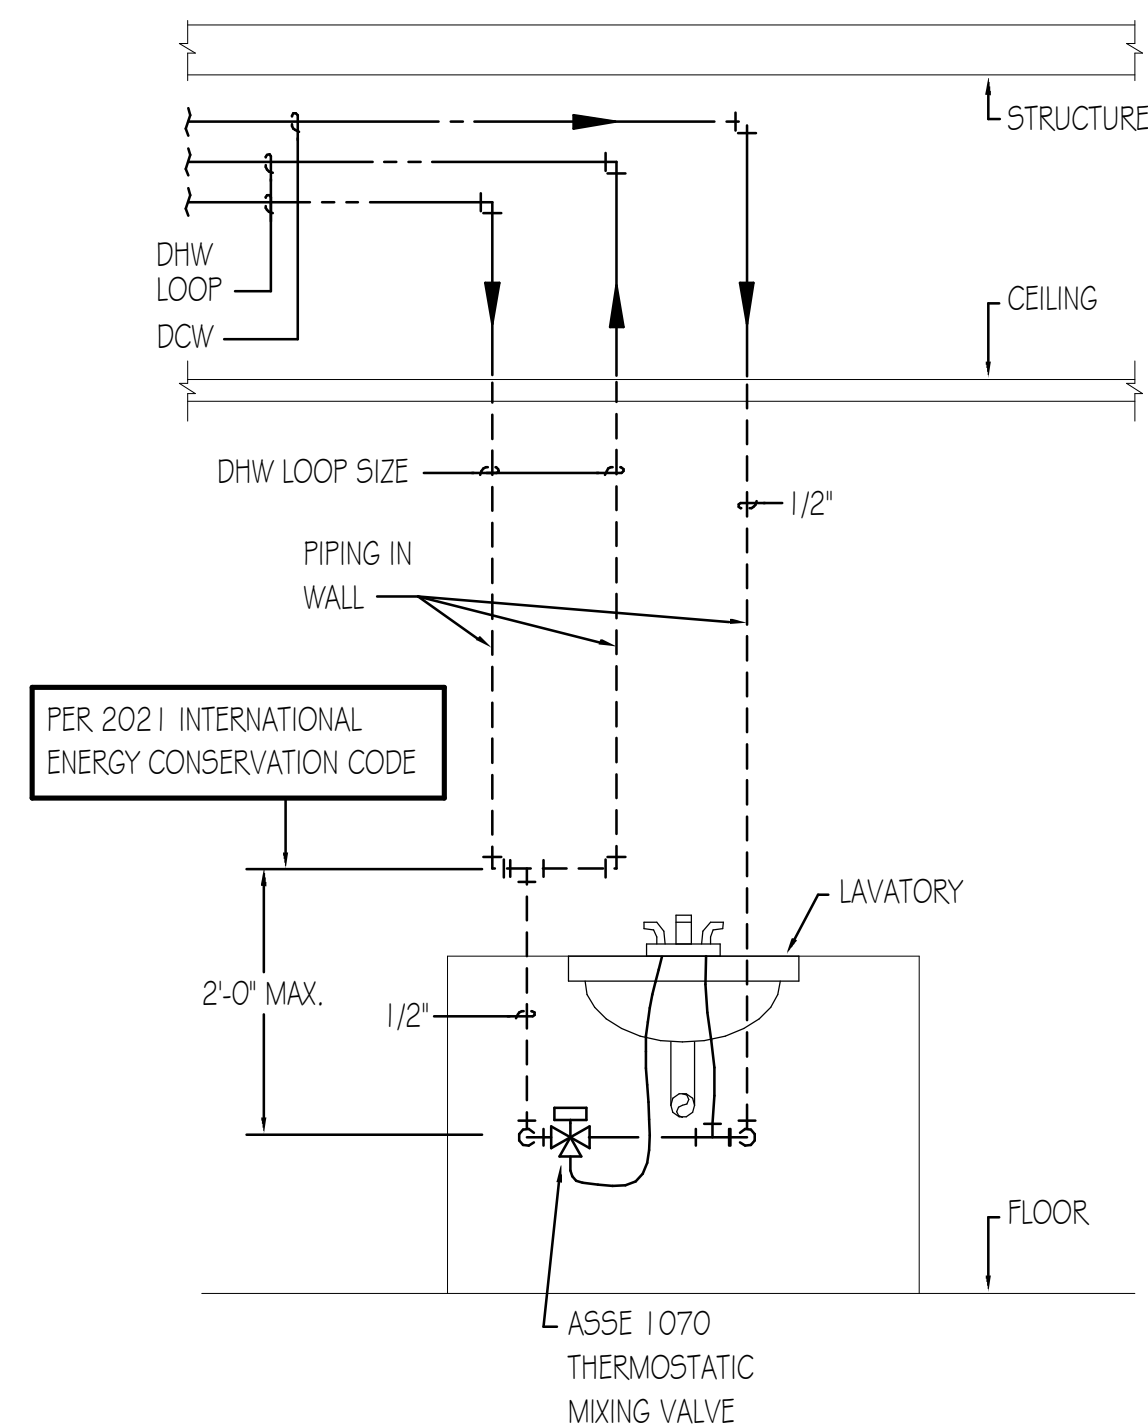 STRUCTURE
DHW
LOOP
DCW
CEILING
DHW LOOP SIZE
1/2"
PIPING IN
WALL
PER 2021 INTERNATIONAL
ENERGY CONSERVATION CODE
LAVATORY
2'-0" MAX.
1/2"
FLOOR
ASSE 1070
THERMOSTATIC
MIXING VALVE